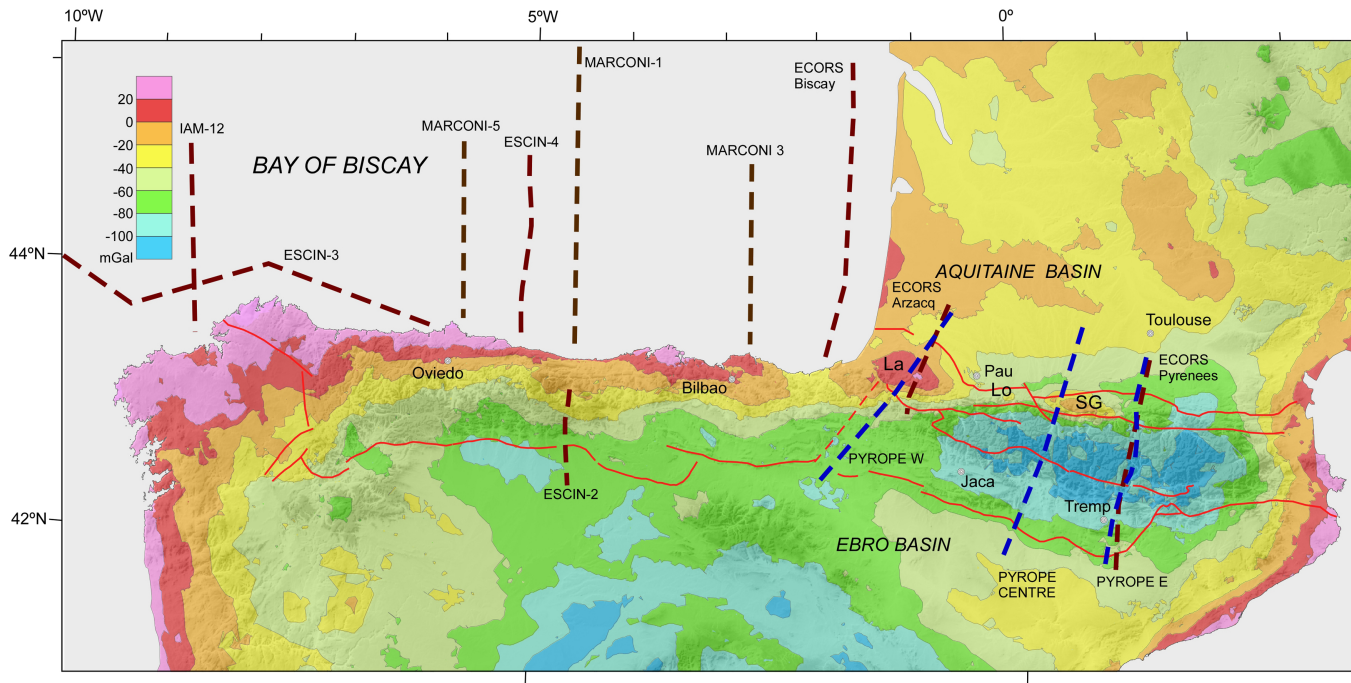 10ºW
5ºW
0º
MARCONI-1
ECORS
Biscay
20
0
-20
-40
-60
-80
-100
mGal
IAM-12
MARCONI-5
ESCIN-4
MARCONI 3
BAY OF BISCAY
44ºN
ESCIN-3
AQUITAINE BASIN
ECORS
Arzacq
Toulouse
Oviedo
Bilbao
La
Pau
Lo
SG
ECORS
Pyrenees
PYROPE W
ESCIN-2
Jaca
Tremp
42ºN
EBRO BASIN
PYROPE
CENTRE
PYROPE E